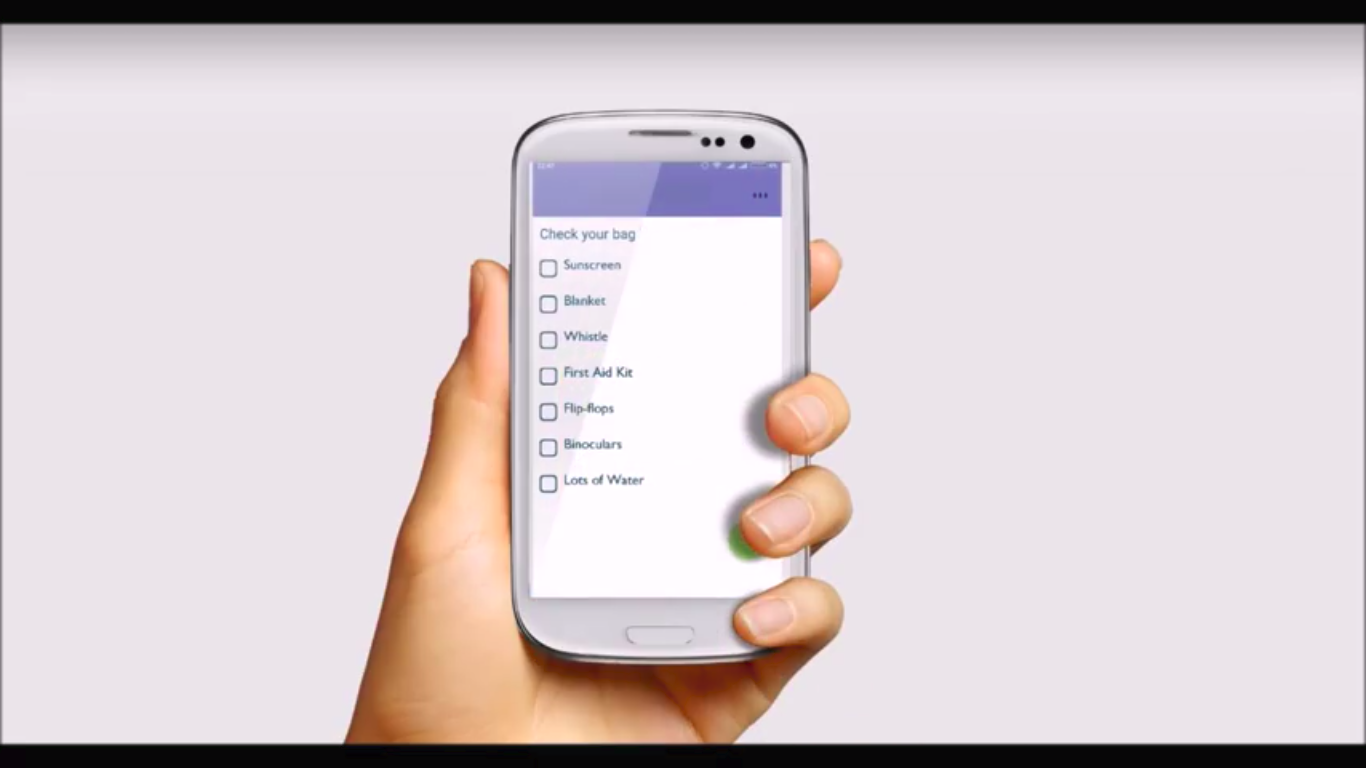 Check your bag
Sunscreen
Blanket
Whistle
First Aid Kit
Flip-flops
Binoculars
Lots of Water